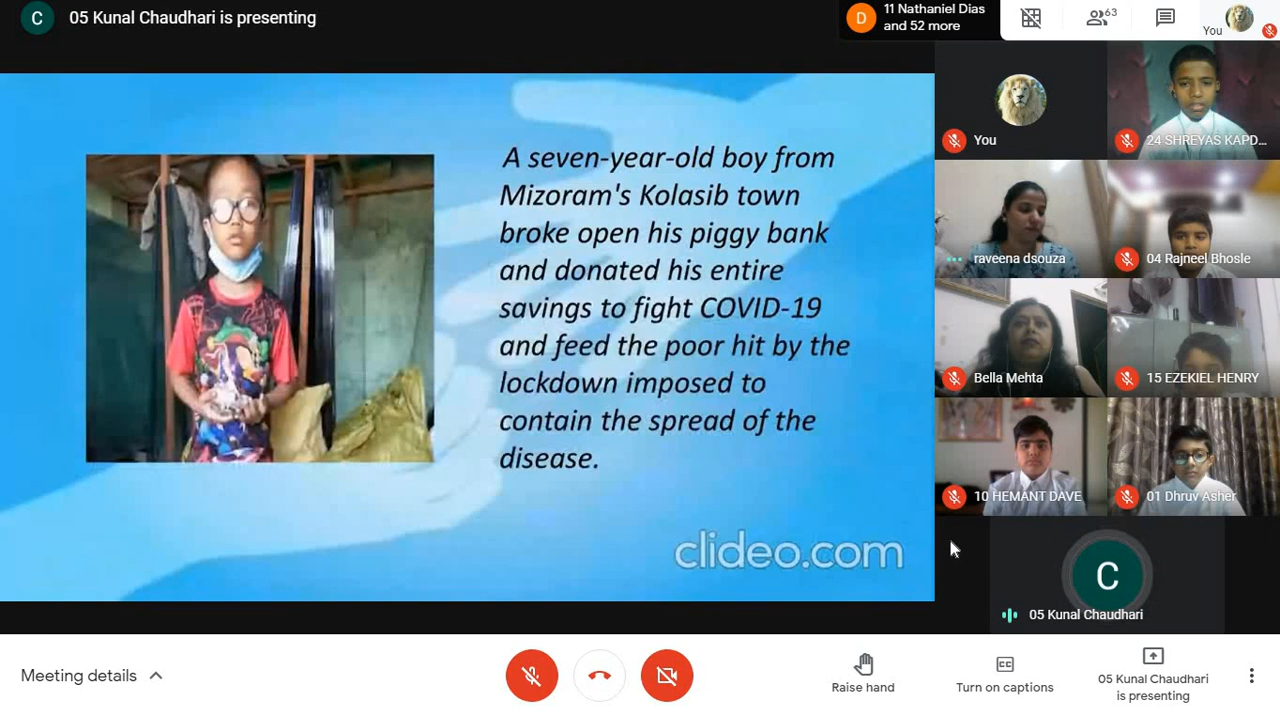 C
05 Kunal Chaudhari is presenting
D
11 Nathaniel Dias
and 52 more
63
You
A seven-year-old boy from
Mizoram's Kolasib town
broke open his piggy bank
and donated his entire
savings to fight COVID-19
and feed the poor hit by the
lockdown imposed to
contain the spread of the
disease.
clideo.com
You
24 SHREYAS KAPD...
raveena dsouza
04 Rajneel Bhosle
Bella Mehta
15 EZEKIEL HENRY
10 HEMANT DAVE
01 Dhruv Asher
C
05 Kunal Chaudhari
Meeting details
Raise hand
CC
Turn on captions
05 Kunal Chaudhari
is presenting